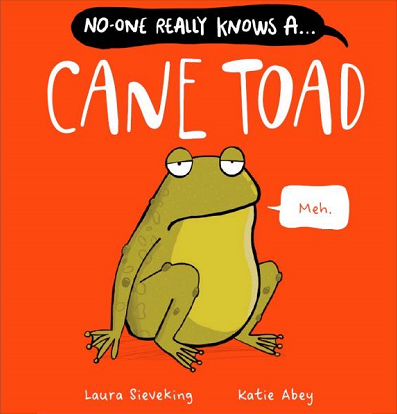 NO-ONE REALLY KNOWS A...
CANE TOAD
Meh.
Laura Sieveking Katie Abey